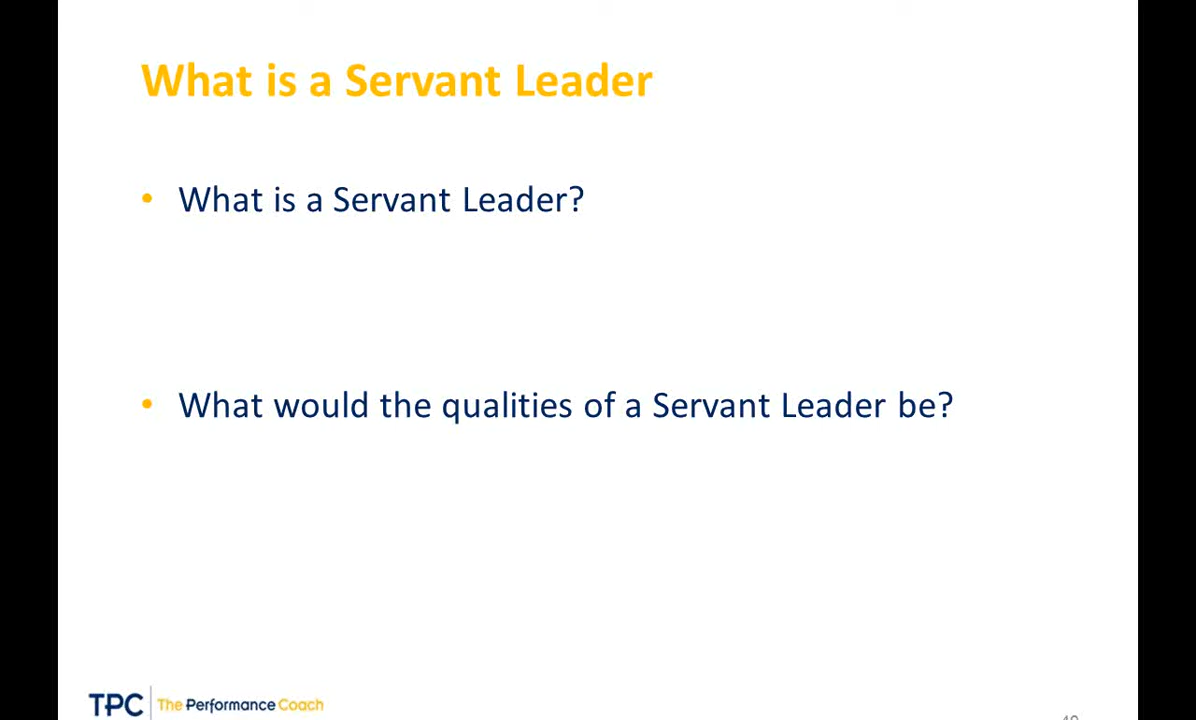 What is a Servant Leader
• What is a Servant Leader?
• What would the qualities of a Servant Leader be?
TPC | The Performance Coach